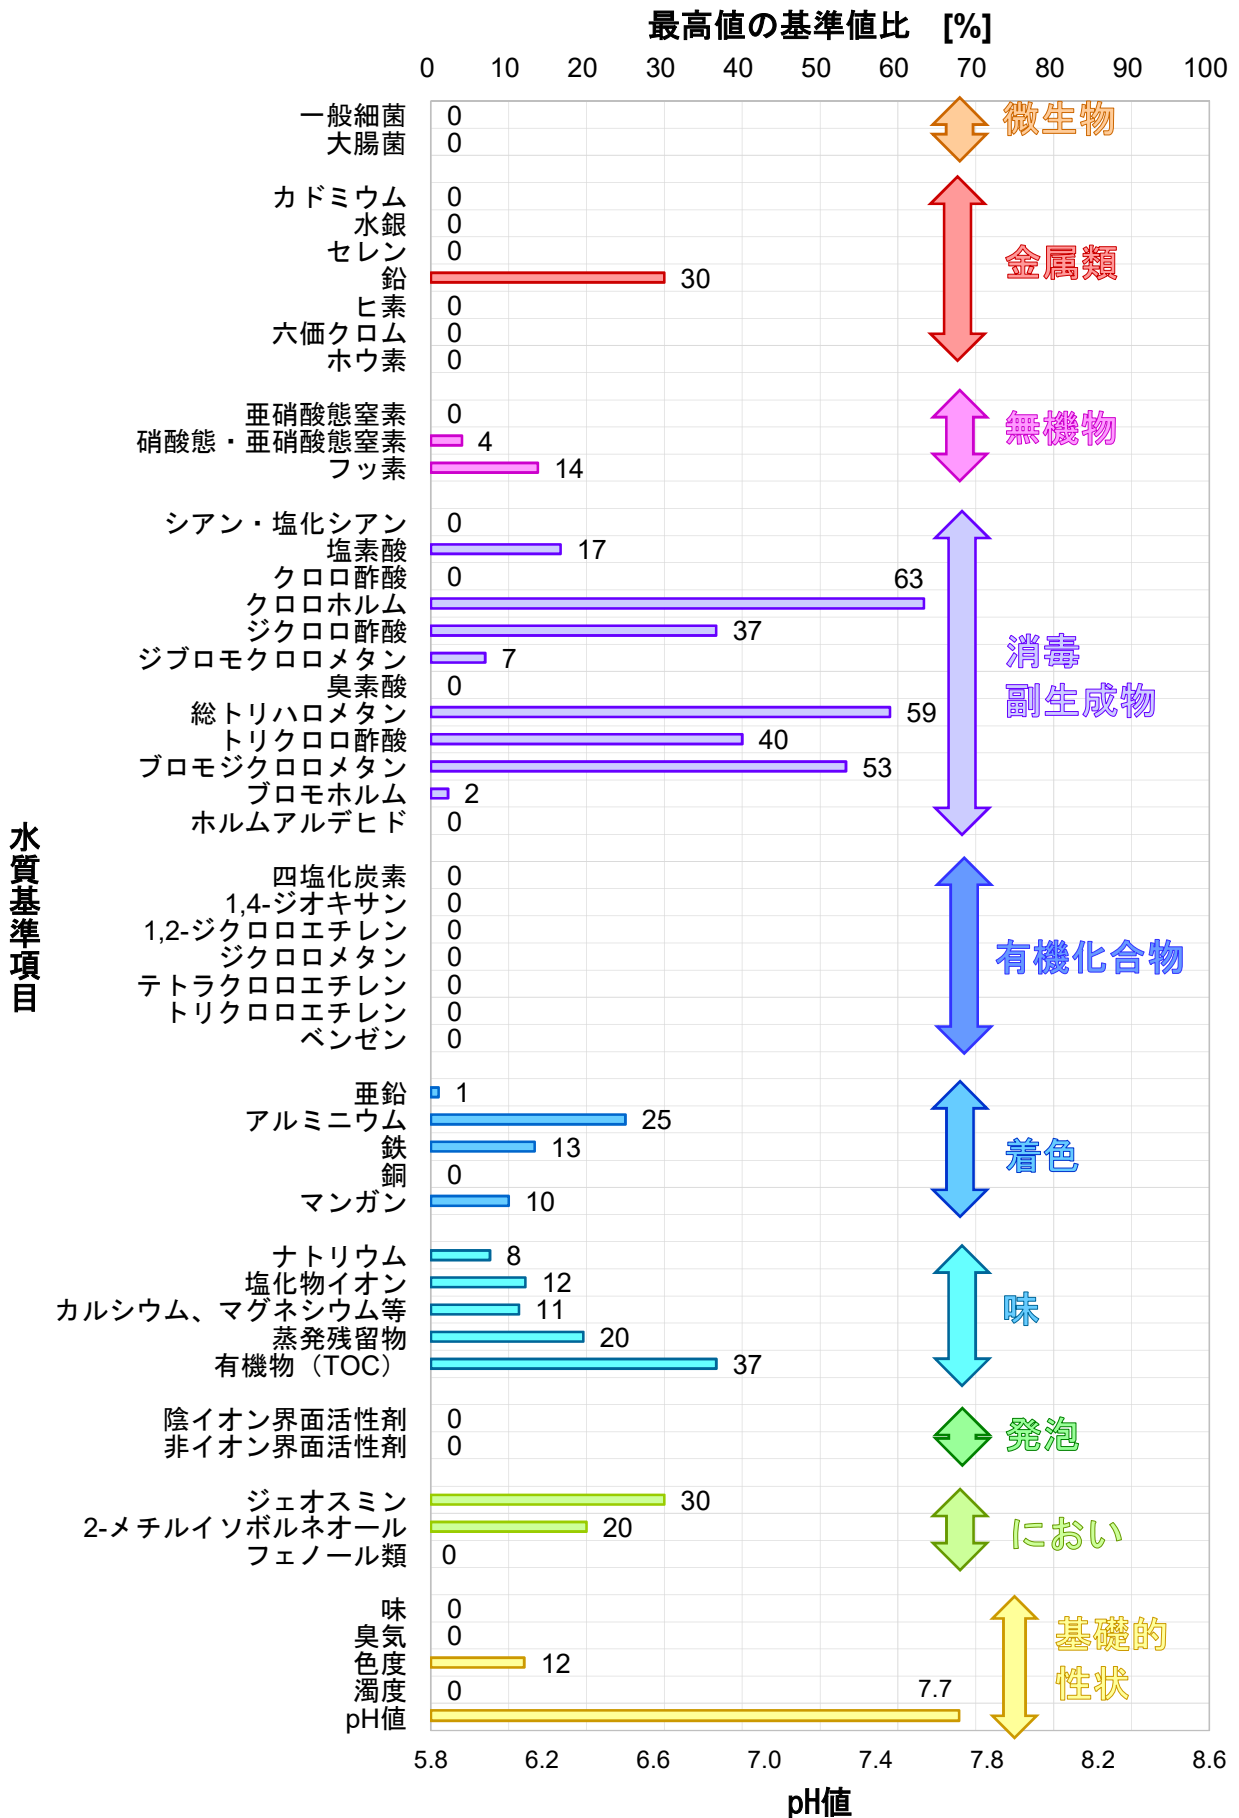 最高値の基準値比 [%]
0 10 20 30 40 50 60 70 80 90 100
一般細菌 0
大腸菌 0
微生物
カドミウム 0
水銀 0
セレン 0
鉛 30
ヒ素 0
六価クロム 0
ホウ素 0
金属類
亜硝酸態窒素 0
硝酸態・亜硝酸態窒素 4
フッ素 14
無機物
シアン・塩化シアン 0
塩素酸 17
クロロ酢酸 0
クロロホルム 63
ジクロロ酢酸 37
ジブロモクロロメタン 7
臭素酸 0
総トリハロメタン 59
トリクロロ酢酸 40
ブロモジクロロメタン 53
ブロモホルム 2
ホルムアルデヒド 0
消毒
副生成物
四塩化炭素 0
1,4-ジオキサン 0
1,2-ジクロロエチレン 0
ジクロロメタン 0
テトラクロロエチレン 0
トリクロロエチレン 0
ベンゼン 0
有機化合物
水質基準項目
亜鉛 1
アルミニウム 25
鉄 13
銅 0
マンガン 10
着色
ナトリウム 8
塩化物イオン 12
カルシウム、マグネシウム等 11
蒸発残留物 20
有機物（TOC） 37
味
陰イオン界面活性剤 0
非イオン界面活性剤 0
発泡
ジェオスミン 30
2-メチルイソボルネオール 20
フェノール類 0
におい
味 0
臭気 0
色度 12
濁度 0
pH値 7.7
基礎的
性状
5.8 6.2 6.6 7.0 7.4 7.8 8.2 8.6
pH値